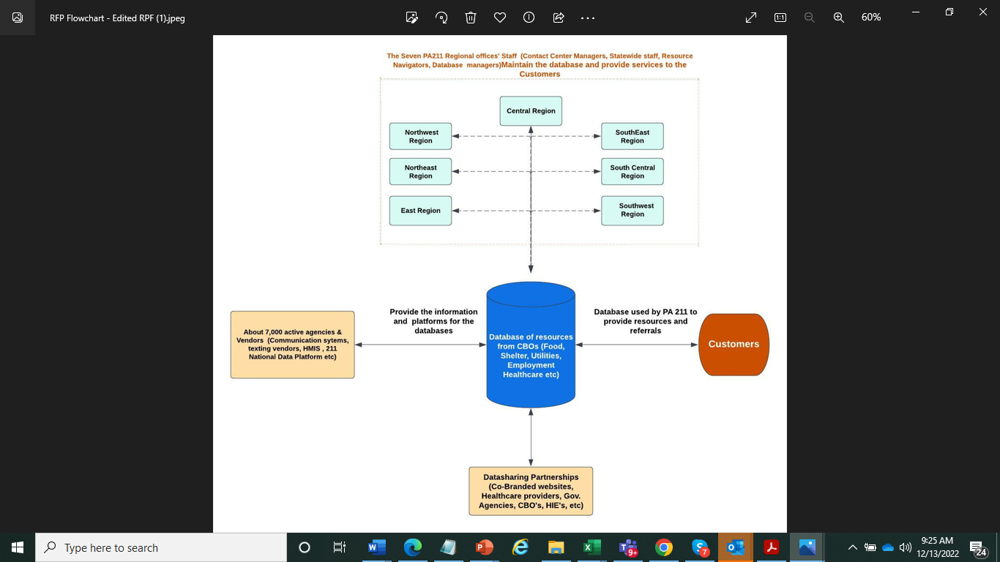 RFP Flowchart - Edited RPF (1).jpeg
1:1
60%
The Seven PA211 Regional offices' Staff (Contact Center Managers, Statewide staff, Resource
Navigators, Database managers)Maintain the database and provide services to the
Customers
Central Region
Northwest
Region
SouthEast
Region
Northeast
Region
South Central
Region
East Region
Southwest
Region
Provide the information
and platforms for the
databases
Database used by PA 211 to
provide resources and
referrals
About 7,000 active agencies &
Vendors (Communication sytems,
texting vendors, HMIS , 211
National Data Platform etc)
Database of resources
from CBOs (Food,
Shelter, Utilities,
Employment
Healthcare etc)
Customers
Datasharing Partnerships
(Co-Branded websites,
Healthcare providers, Gov.
Agencies, CBO's, HIE's, etc)
Type here to search
9+
7
9:25 AM
12/13/2022
24